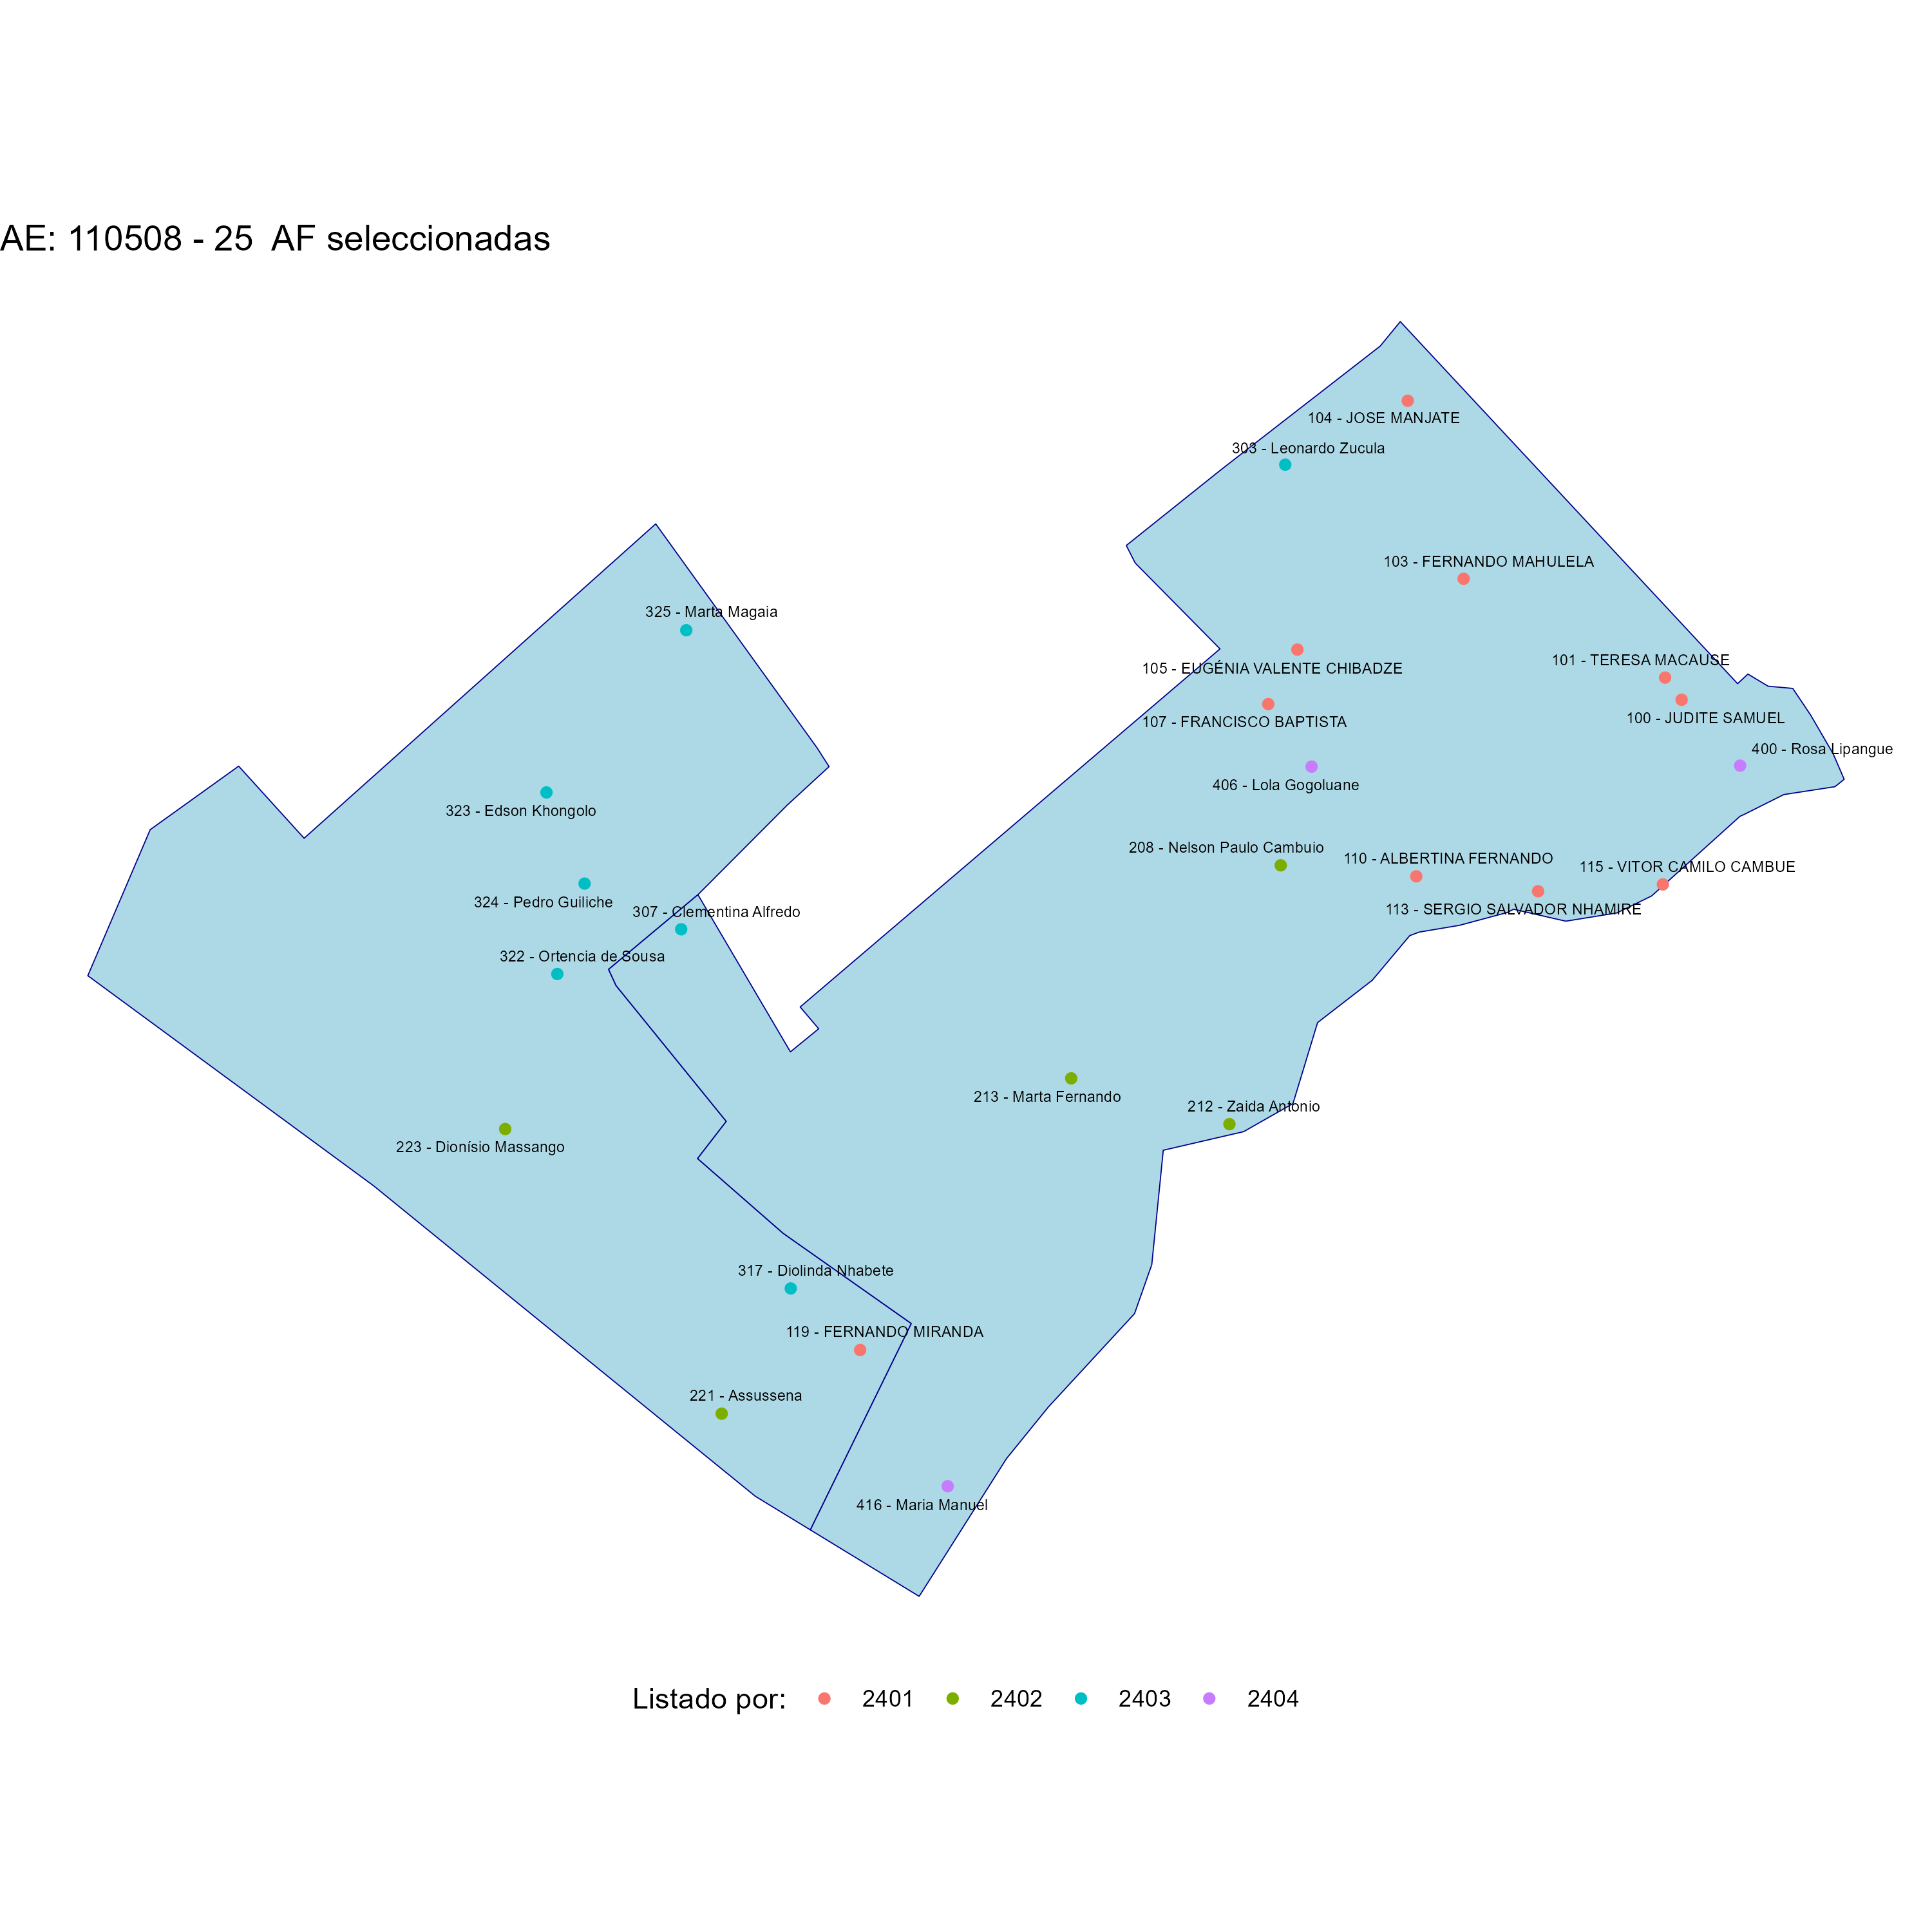 AE: 110508 - 25  AF seleccionadas
104 - JOSE MANJATE
303 - Leonardo Zucula
103 - FERNANDO MAHULELA
325 - Marta Magaia
101 - TERESA MACAUSE
105 - EUGÉNIA VALENTE CHIBADZE
100 - JUDITE SAMUEL
107 - FRANCISCO BAPTISTA
400 - Rosa Lipangue
406 - Lola Gogoluane
323 - Edson Khongolo
208 - Nelson Paulo Cambuio
110 - ALBERTINA FERNANDO
115 - VITOR CAMILO CAMBUE
324 - Pedro Guiliche
113 - SERGIO SALVADOR NHAMIRE
307 - Clementina Alfredo
322 - Ortencia de Sousa
213 - Marta Fernando
212 - Zaida Antonio
223 - Dionísio Massango
317 - Diolinda Nhabete
119 - FERNANDO MIRANDA
221 - Assussena
416 - Maria Manuel
Listado por: 2401 2402 2403 2404